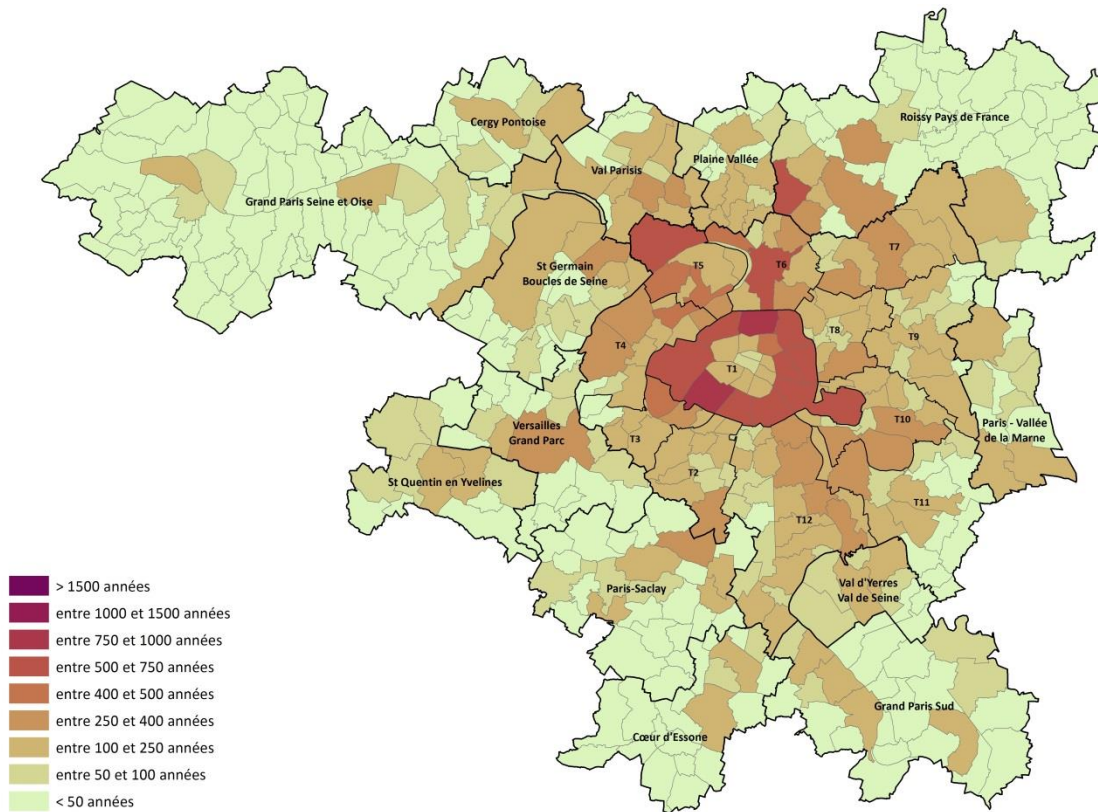 Roissy Pays de France
Cergy Pontoise
Plaine Vallée
Val Parisis
Grand Paris Seine et Oise
T7
St Germain
Boucles de Seine
T5
T6
T4
T8
T9
T1
T10
Paris - Vallée
de la Marne
Versailles
Grand Parc
T3
T2
St Quentin en Yvelines
T11
T12
Paris-Saclay
Val d'Yerres
Val de Seine
Grand Paris Sud
Cœur d'Essone
> 1500 années
entre 1000 et 1500 années
entre 750 et 1000 années
entre 500 et 750 années
entre 400 et 500 années
entre 250 et 400 années
entre 100 et 250 années
entre 50 et 100 années
< 50 années